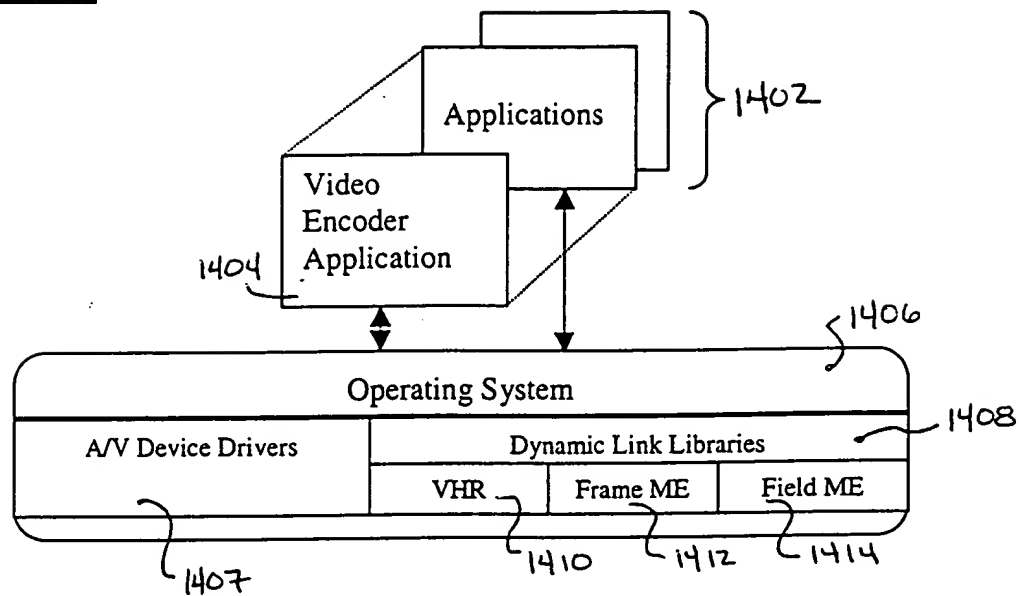 1402
Applications
Video
Encoder
Application
1404
1406
Operating System
1408
A/V Device Drivers
Dynamic Link Libraries
VHR
Frame ME
Field ME
1407
1410
1412
1414